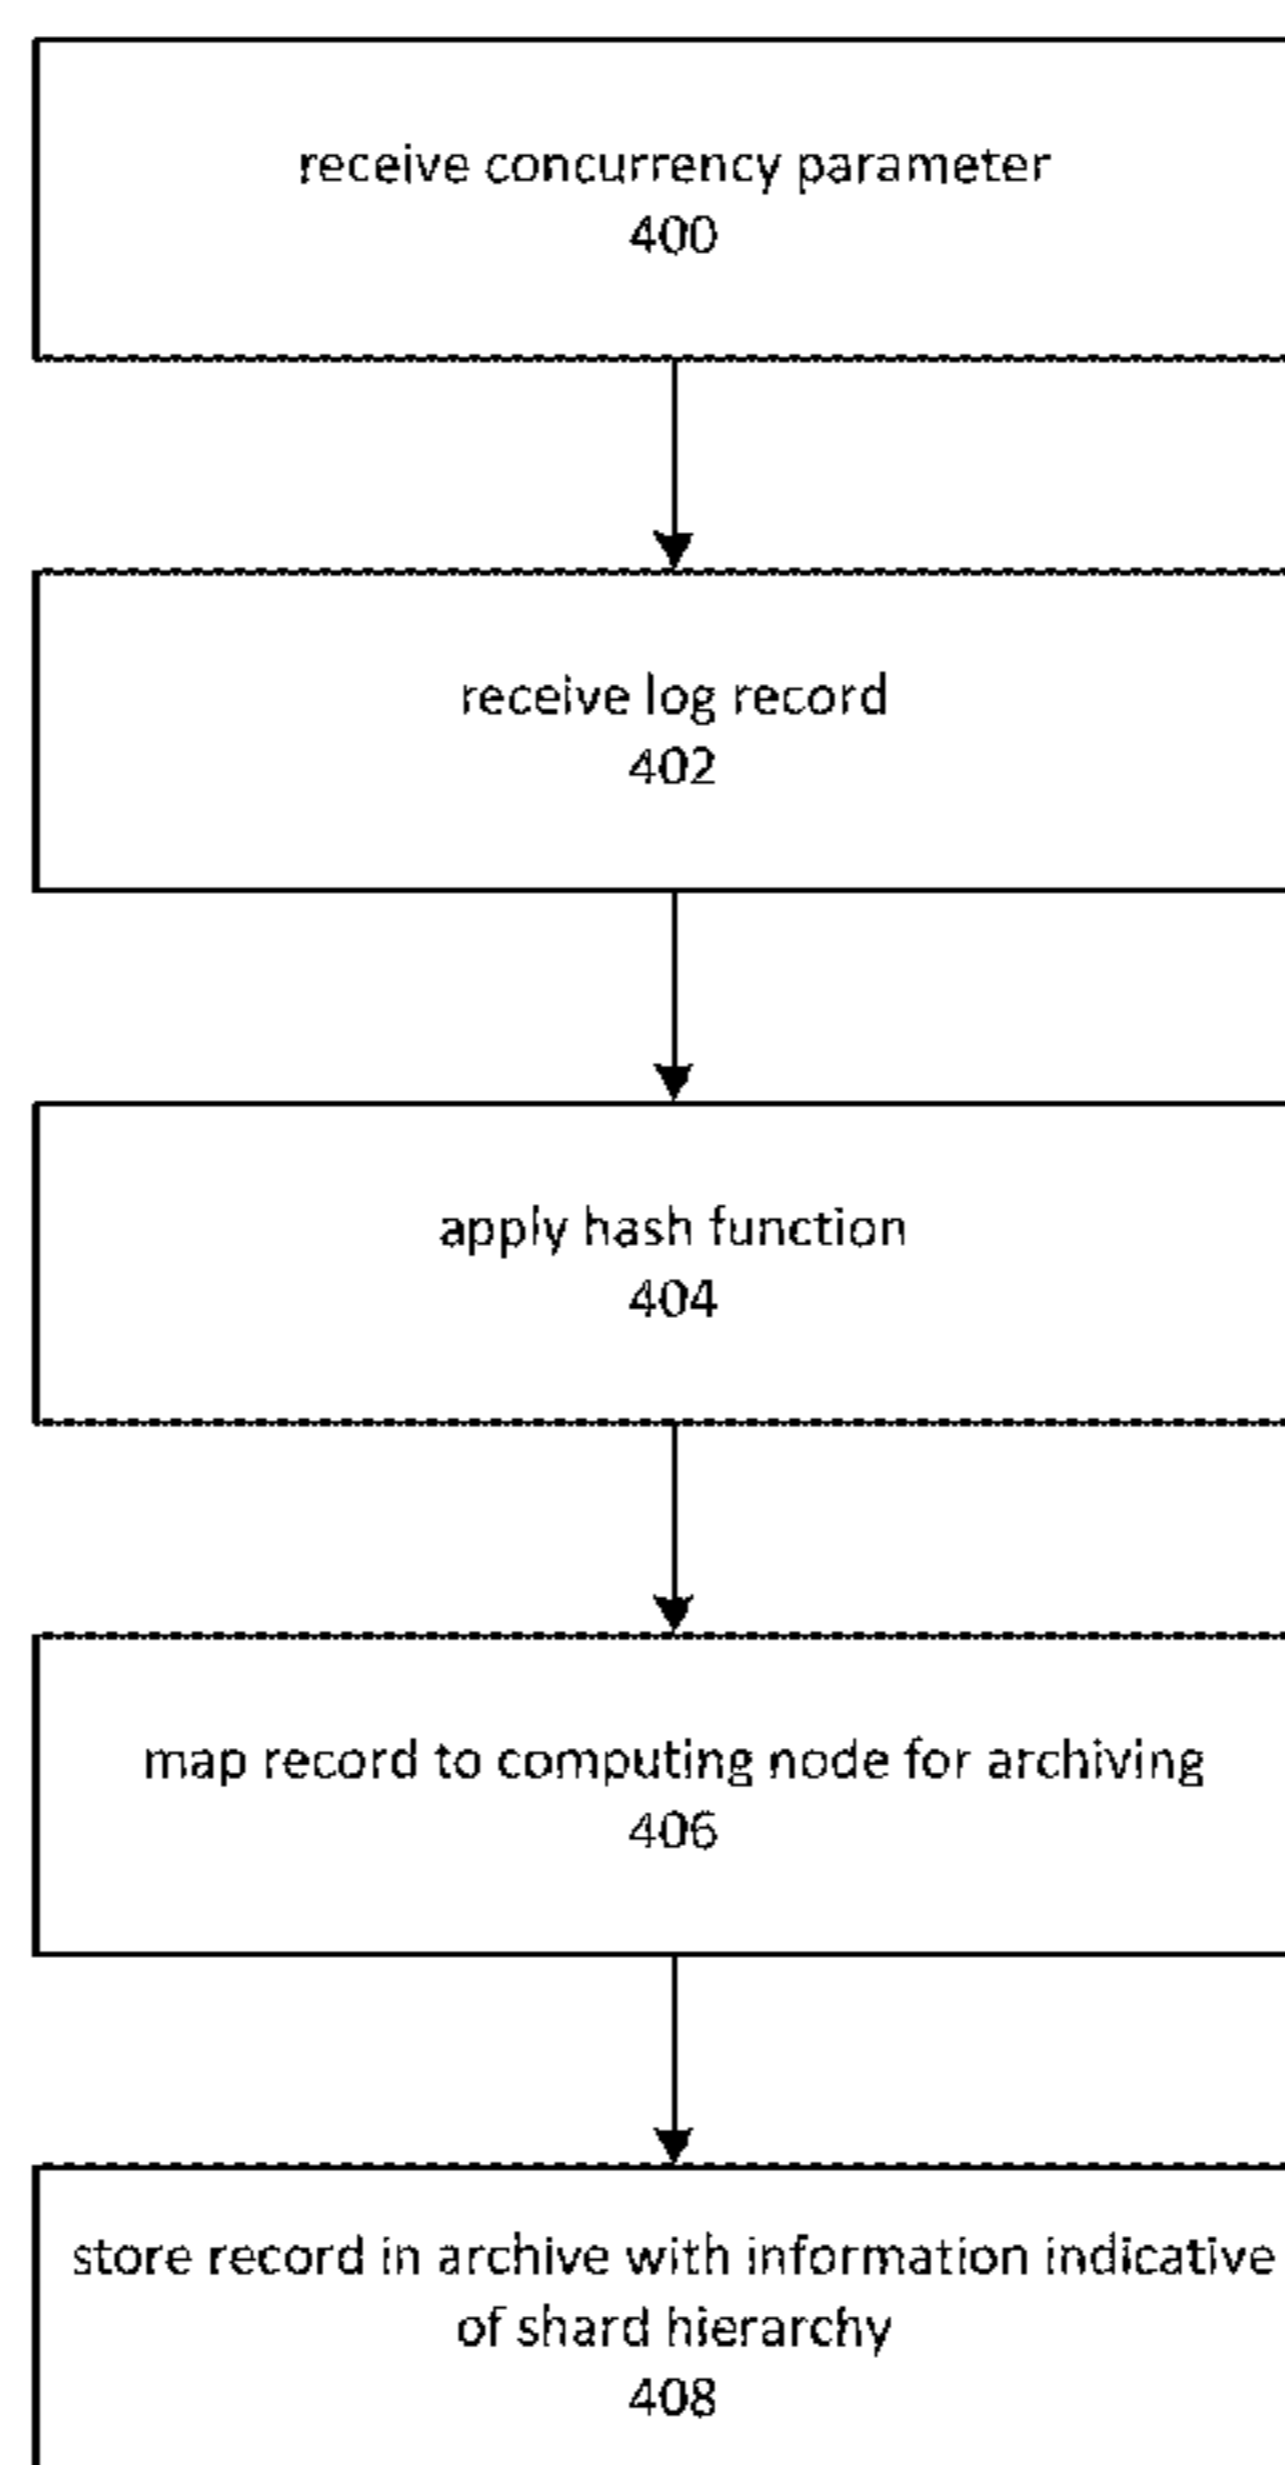 receive concurrency parameter
400
receive log record
402
apply hash function
404
map record to computing node for archiving
406
store record in archive with information indicative
of shard hierarchy
408